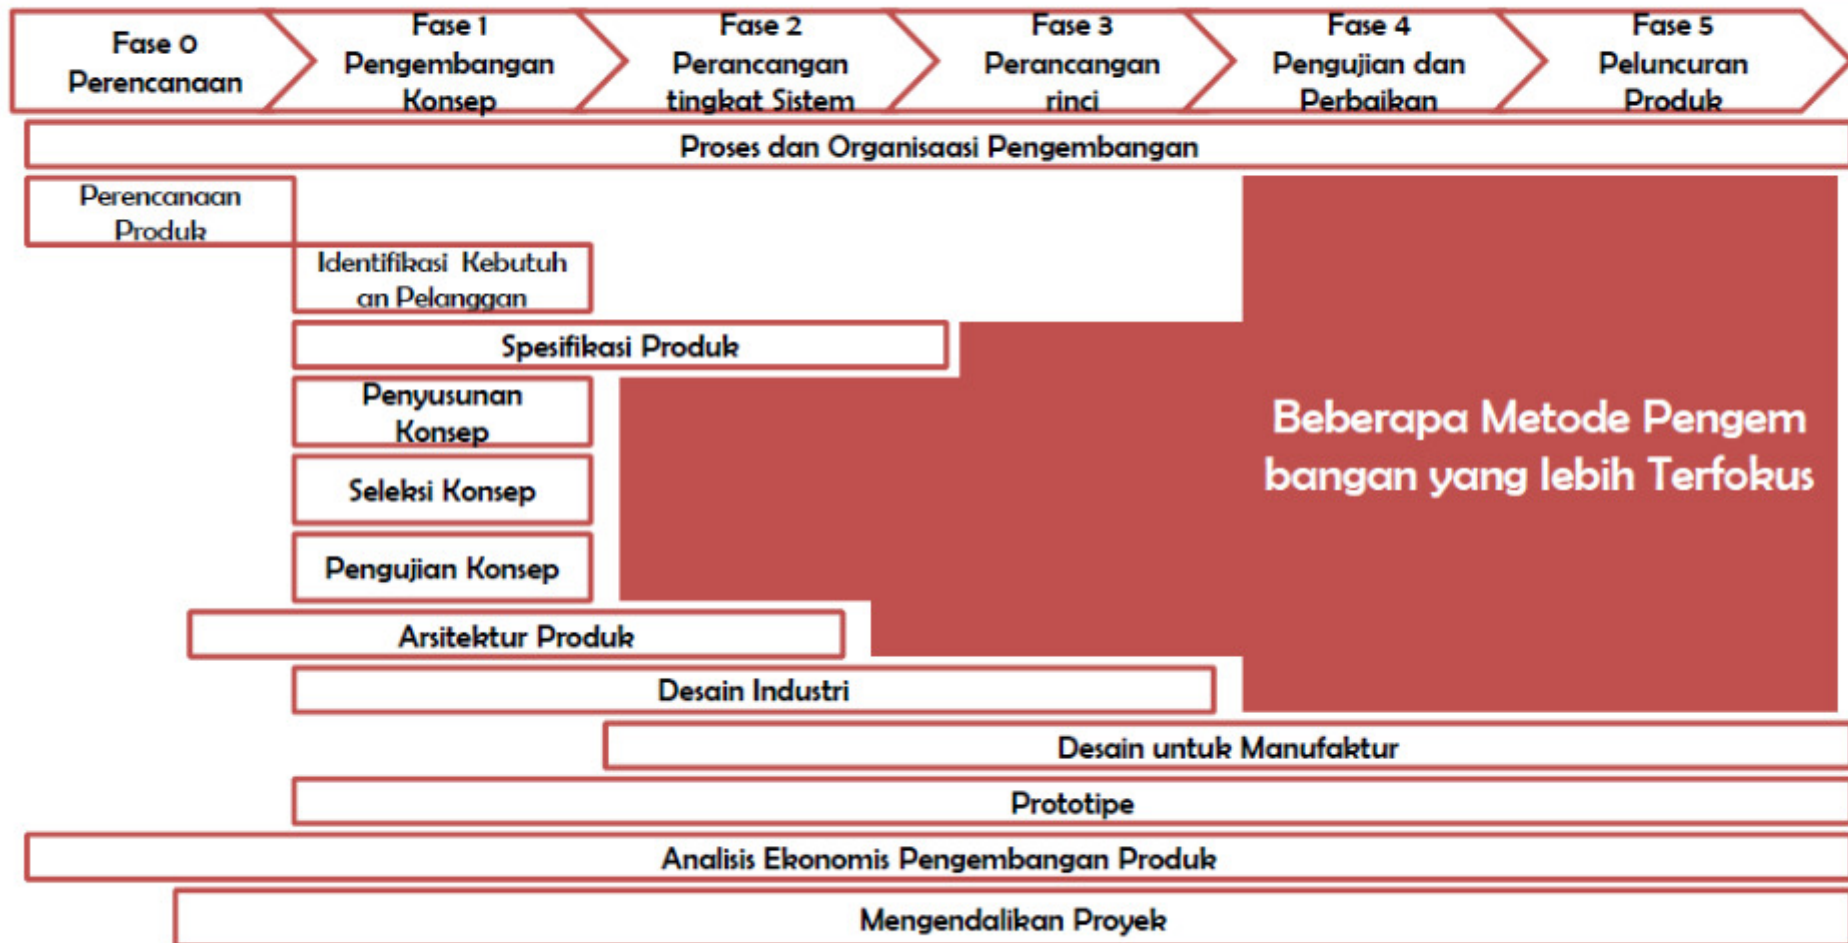 Fase 0
Perencanaan
Fase 1
Pengembangan
Konsep
Fase 2
Perancangan
tingkat Sistem
Fase 3
Perancangan
rinci
Fase 4
Pengujian dan
Perbaikan
Fase 5
Peluncuran
Produk
Proses dan Organisaasi Pengembangan
Perencanaan
Produk
Identifikasi Kebutuh
an Pelanggan
Spesifikasi Produk
Penyusunan
Konsep
Seleksi Konsep
Pengujian Konsep
Beberapa Metode Pengem
bangan yang lebih Terfokus
Arsitektur Produk
Desain Industri
Desain untuk Manufaktur
Prototipe
Analisis Ekonomis Pengembangan Produk
Mengendalikan Proyek